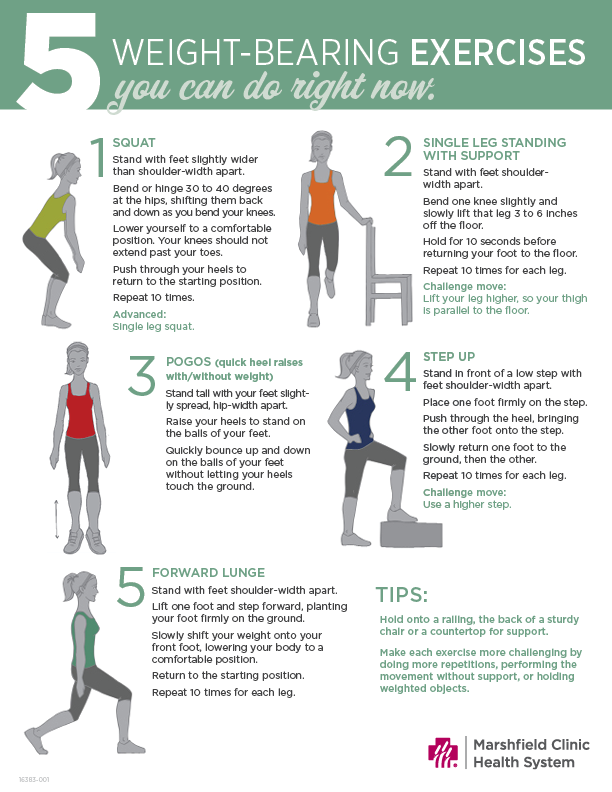 5 WEIGHT-BEARING EXERCISES
you can do right now.
1 SQUAT
Stand with feet slightly wider
than shoulder-width apart.
Bend or hinge 30 to 40 degrees
at the hips, shifting them back
and down as you bend your knees.
Lower yourself to a comfortable
position. Your knees should not
extend past your toes.
Push through your heels to
return to the starting position.
Repeat 10 times.
Advanced:
Single leg squat.
2 SINGLE LEG STANDING
WITH SUPPORT
Stand with feet shoulder-
width apart.
Bend one knee slightly and
slowly lift that leg 3 to 6 inches
off the floor.
Hold for 10 seconds before
returning your foot to the floor.
Repeat 10 times for each leg.
Challenge move:
Lift your leg higher, so your thigh
is parallel to the floor.
3 POGOS (quick heel raises
with/without weight)
Stand tall with your feet slight-
ly spread, hip-width apart.
Raise your heels to stand on
the balls of your feet.
Quickly bounce up and down
on the balls of your feet
without letting your heels
touch the ground.
4 STEP UP
Stand in front of a low step with
feet shoulder-width apart.
Place one foot firmly on the step.
Push through the heel, bringing
the other foot onto the step.
Slowly return one foot to the
ground, then the other.
Repeat 10 times for each leg.
Challenge move:
Use a higher step.
5 FORWARD LUNGE
Stand with feet shoulder-width apart.
Lift one foot and step forward, planting
your foot firmly on the ground.
Slowly shift your weight onto your
front foot, lowering your body to a
comfortable position.
Return to the starting position.
Repeat 10 times for each leg.
TIPS:
Hold onto a railing, the back of a sturdy
chair or a countertop for support.
Make each exercise more challenging by
doing more repetitions, performing the
movement without support, or holding
weighted objects.
Marshfield Clinic
Health System
16383-001